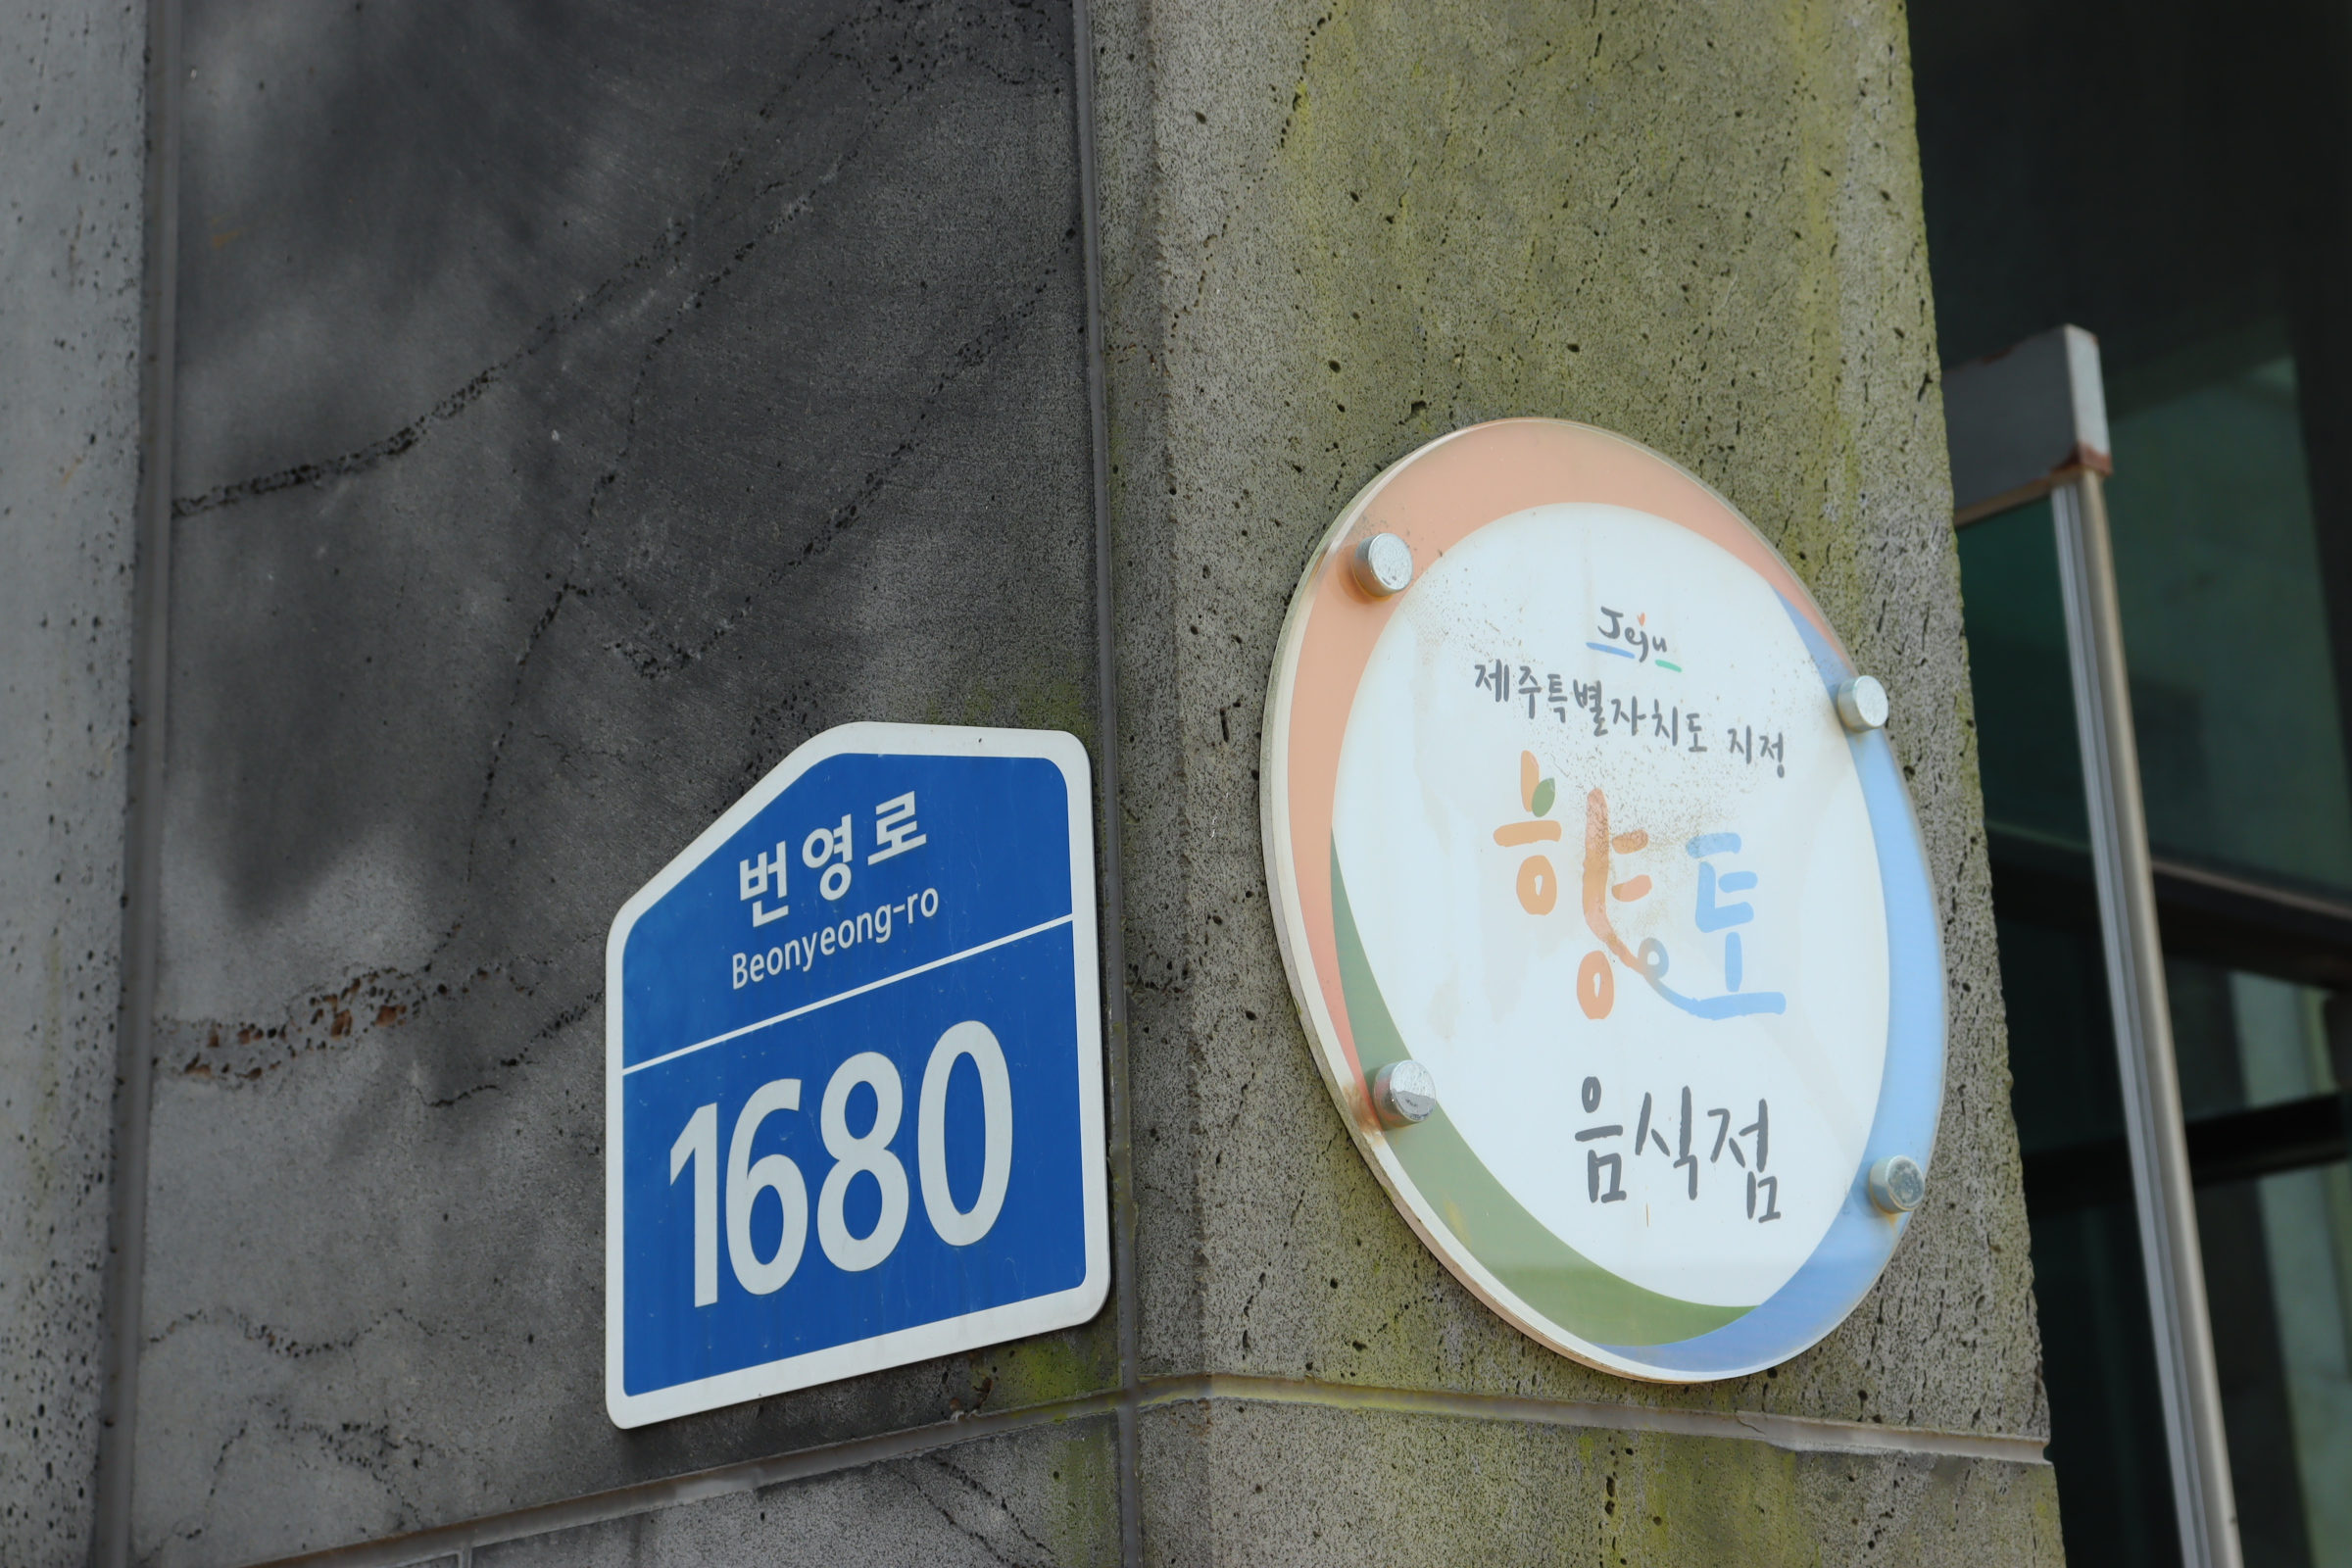 번영로
Beonyeong-ro
1680
Jeju
제주특별자치도 지정
향토
음식점